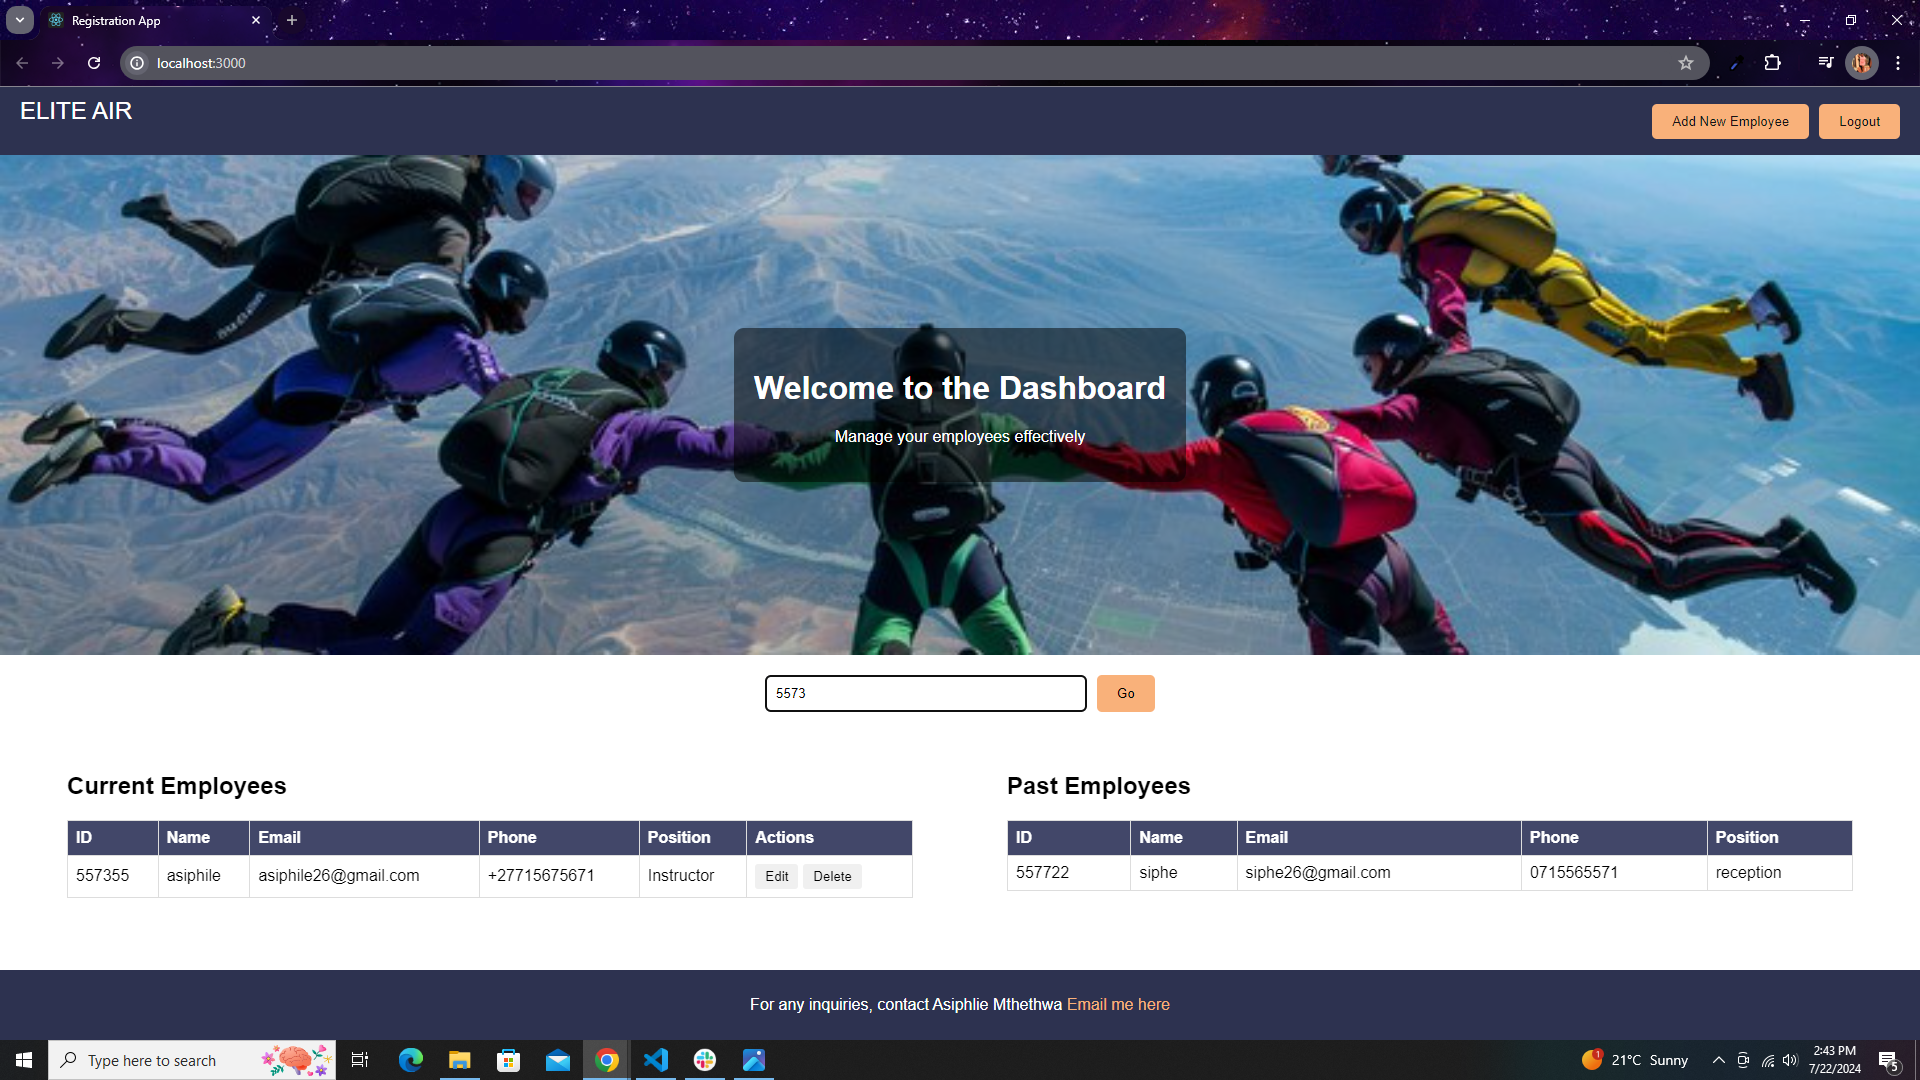 Registration App
localhost:3000
ELITE AIR
Add New Employee
Logout
Welcome to the Dashboard
Manage your employees effectively
5573
Go
Current Employees
ID Name Email Phone Position Actions
557355 asiphile asiphile26@gmail.com +27715675671 Instructor Edit Delete
Past Employees
ID Name Email Phone Position
557722 siphe siphe26@gmail.com 0715565571 reception
For any inquiries, contact Asiphlie Mthethwa Email me here
Type here to search
1
21°C Sunny
2:43 PM
7/22/2024
5